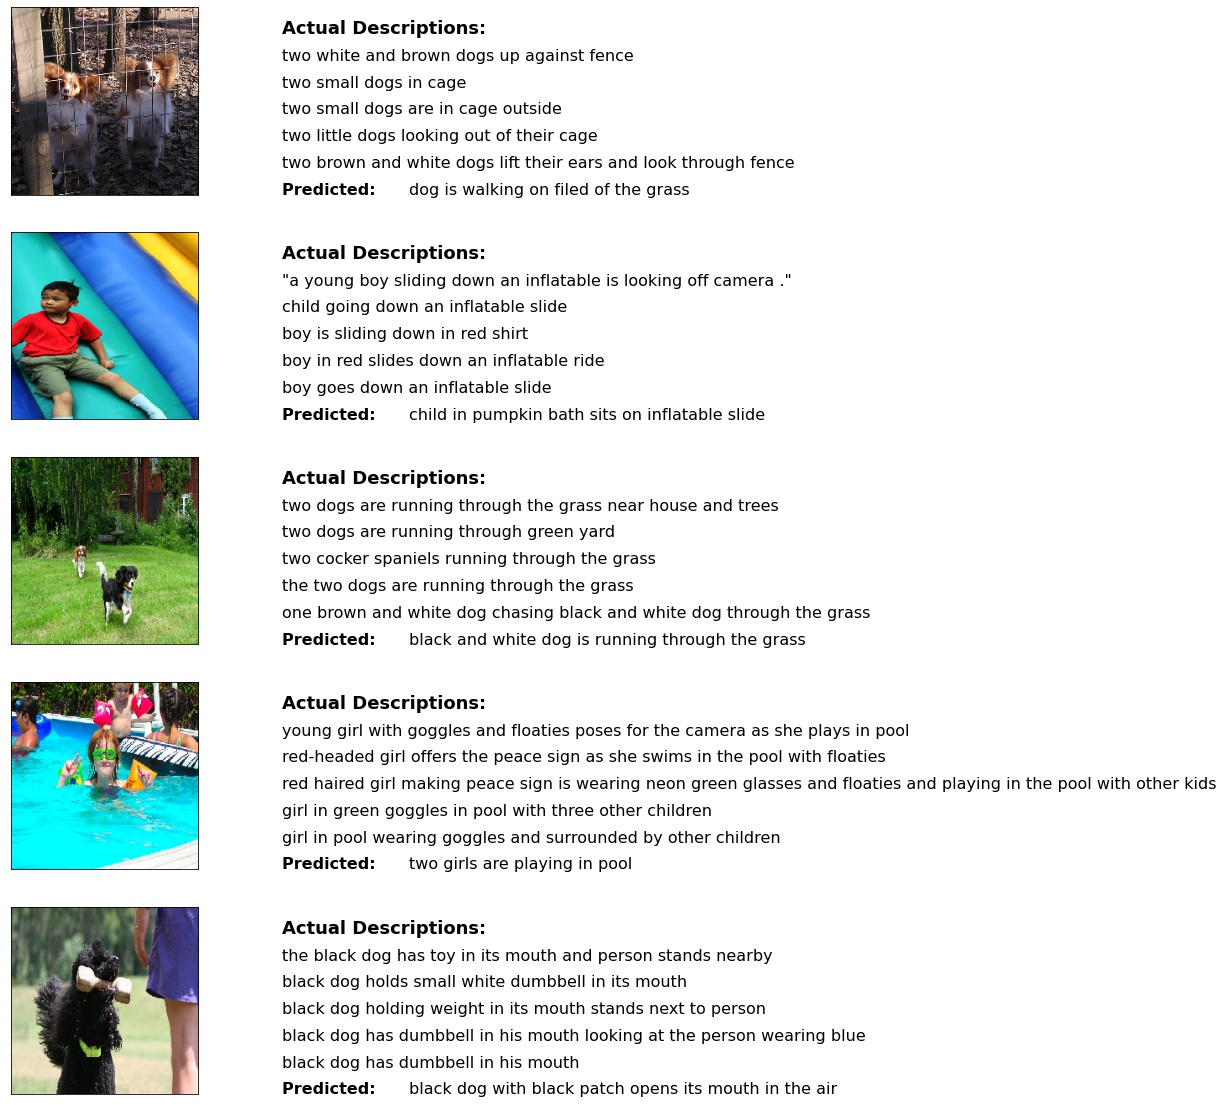 Actual Descriptions:
two white and brown dogs up against fence
two small dogs in cage
two small dogs are in cage outside
two little dogs looking out of their cage
two brown and white dogs lift their ears and look through fence
Predicted: dog is walking on filed of the grass
Actual Descriptions:
"a young boy sliding down an inflatable is looking off camera ."
child going down an inflatable slide
boy is sliding down in red shirt
boy in red slides down an inflatable ride
boy goes down an inflatable slide
Predicted: child in pumpkin bath sits on inflatable slide
Actual Descriptions:
two dogs are running through the grass near house and trees
two dogs are running through green yard
two cocker spaniels running through the grass
the two dogs are running through the grass
one brown and white dog chasing black and white dog through the grass
Predicted: black and white dog is running through the grass
Actual Descriptions:
young girl with goggles and floaties poses for the camera as she plays in pool
red-headed girl offers the peace sign as she swims in the pool with floaties
red haired girl making peace sign is wearing neon green glasses and floaties and playing in the pool with other kids
girl in green goggles in pool with three other children
girl in pool wearing goggles and surrounded by other children
Predicted: two girls are playing in pool
Actual Descriptions:
the black dog has toy in its mouth and person stands nearby
black dog holds small white dumbbell in its mouth
black dog holding weight in its mouth stands next to person
black dog has dumbbell in his mouth looking at the person wearing blue
black dog has dumbbell in his mouth
Predicted: black dog with black patch opens its mouth in the air